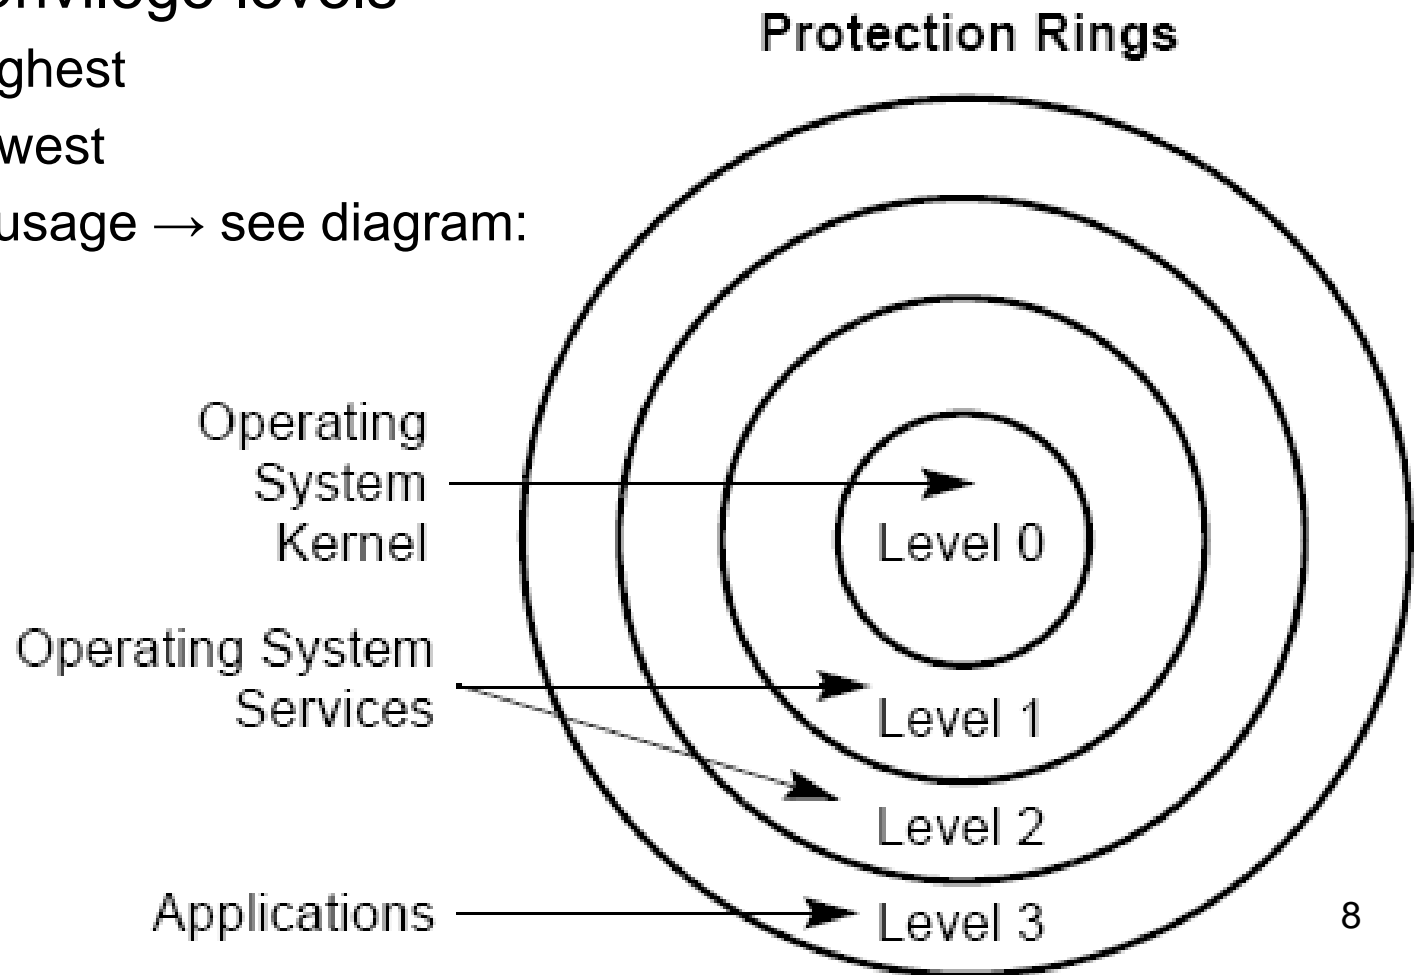 levels
ghest
west
usage → see diagram:
Protection Rings
Operating
System
Kernel
Level 0
Operating System
Services
Level 1
Level 2
Applications
Level 3
8